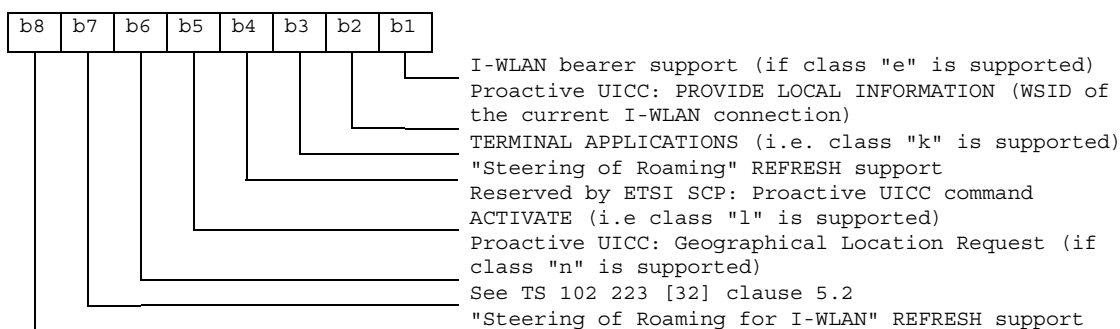 b8 b7 b6 b5 b4 b3 b2 b1
I-WLAN bearer support (if class "e" is supported)
Proactive UICC: PROVIDE LOCAL INFORMATION (WSID of
the current I-WLAN connection)
TERMINAL APPLICATIONS (i.e. class "k" is supported)
"Steering of Roaming" REFRESH support
Reserved by ETSI SCP: Proactive UICC command
ACTIVATE (i.e class "l" is supported)
Proactive UICC: Geographical Location Request (if
class "n" is supported)
See TS 102 223 [32] clause 5.2
"Steering of Roaming for I-WLAN" REFRESH support